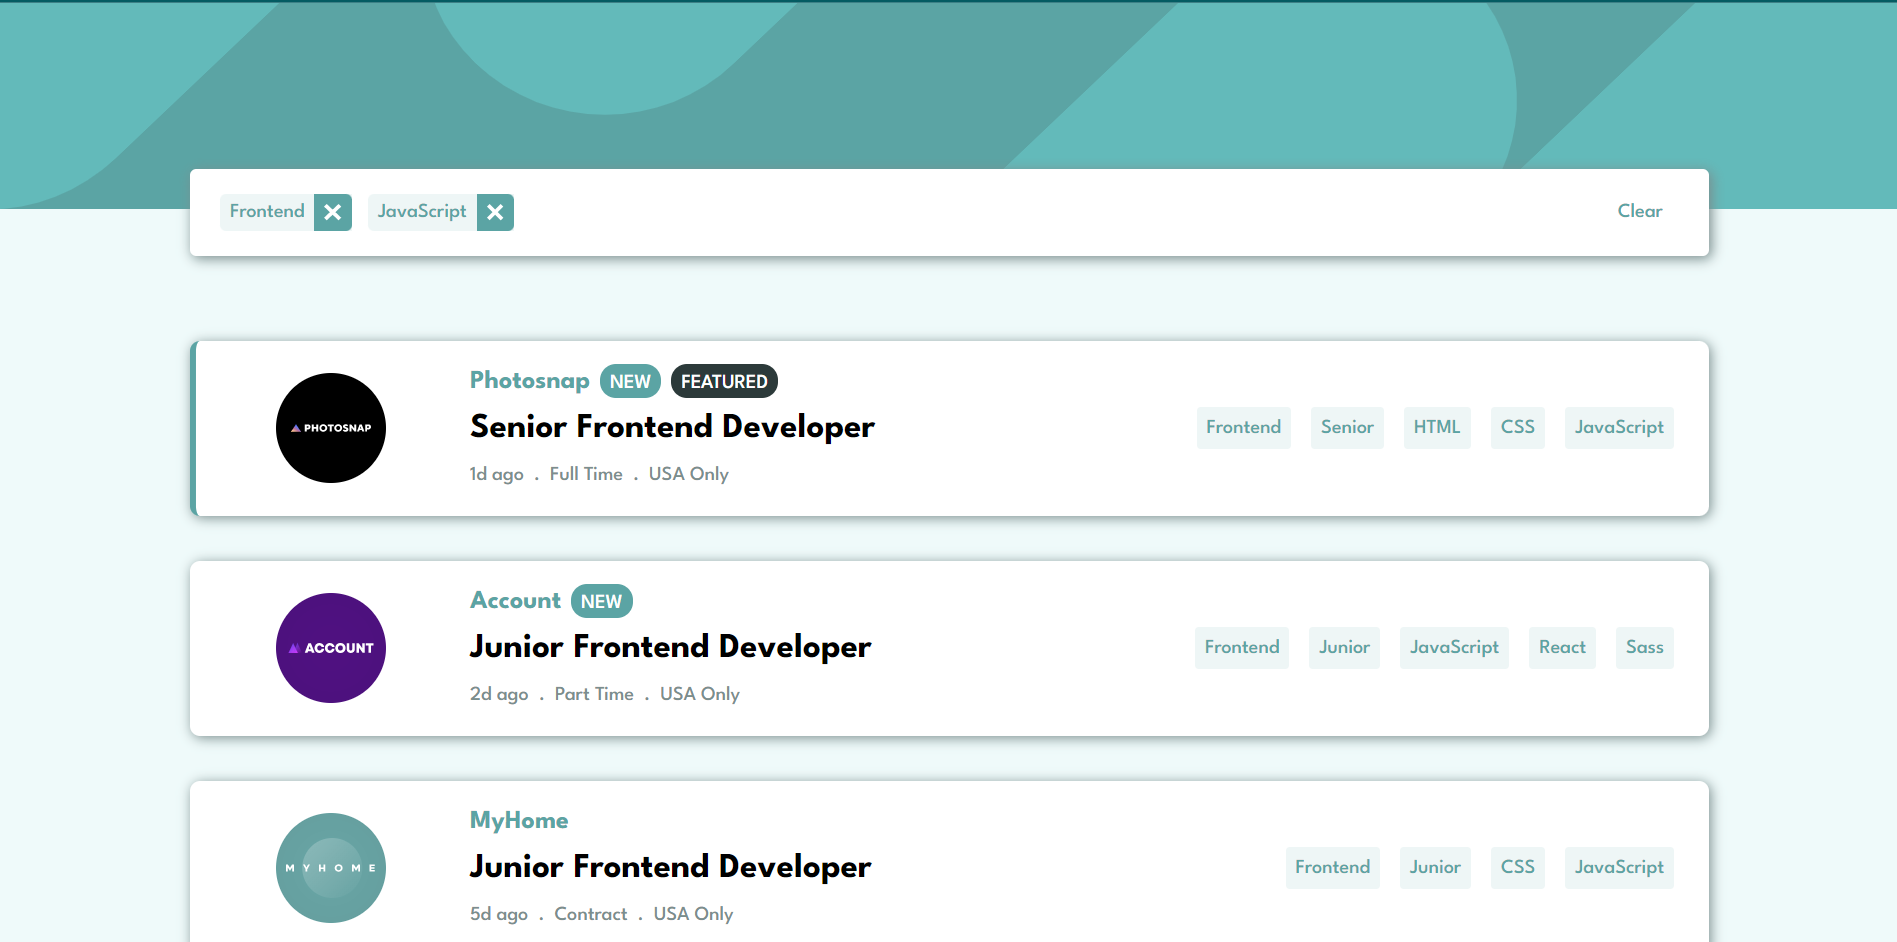 Frontend JavaScript Clear
PHOTOSNAP
Photosnap NEW FEATURED
Senior Frontend Developer
1d ago . Full Time . USA Only
Frontend Senior HTML CSS JavaScript
ACCOUNT
Account NEW
Junior Frontend Developer
2d ago . Part Time . USA Only
Frontend Junior JavaScript React Sass
MYHOME
MyHome
Junior Frontend Developer
5d ago . Contract . USA Only
Frontend Junior CSS JavaScript